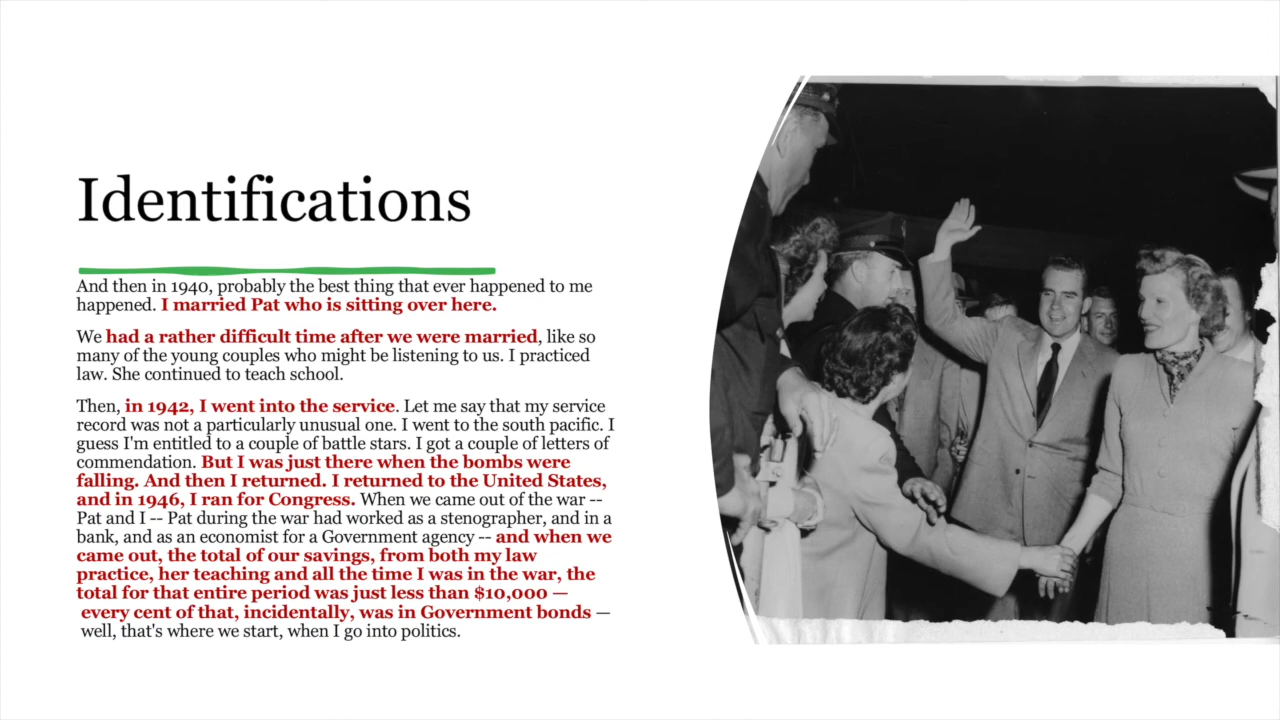 Identifications
And then in 1940, probably the best thing that ever happened to me
happened. I married Pat who is sitting over here.
We had a rather difficult time after we were married, like so
many of the young couples who might be listening to us. I practiced
law. She continued to teach school.
Then, in 1942, I went into the service. Let me say that my service
record was not a particularly unusual one. I went to the south pacific. I
guess I'm entitled to a couple of battle stars. I got a couple of letters of
commendation. But I was just there when the bombs were
falling. And then I returned. I returned to the United States,
and in 1946, I ran for Congress. When we came out of the war --
Pat and I -- Pat during the war had worked as a stenographer, and in a
bank, and as an economist for a Government agency -- and when we
came out, the total of our savings, from both my law
practice, her teaching and all the time I was in the war, the
total for that entire period was just less than $10,000 —
every cent of that, incidentally, was in Government bonds —
well, that's where we start, when I go into politics.